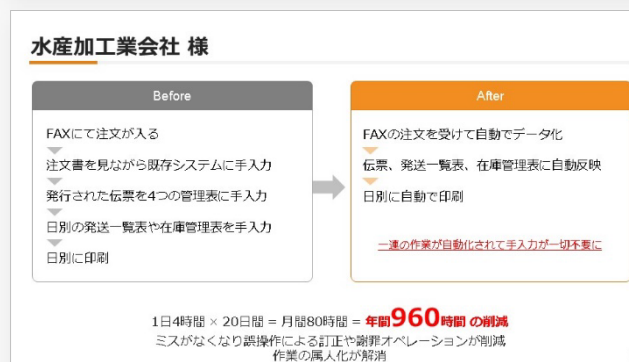 水産加工業会社 様
Before
FAXにて注文が入る
注文書を見ながら既存システムに手入力
発行された伝票を4つの管理表に手入力
日別の発送一覧表や在庫管理表を手入力
日別に印刷
After
FAXの注文を受けて自動でデータ化
伝票、発送一覧表、在庫管理表に自動反映
日別に自動で印刷
一連の作業が自動化されて手入力が一切不要に
1日4時間 × 20日間 = 月間80時間 = 年間960時間 の削減
ミスがなくなり誤操作による訂正や謝罪オペレーションが削減
作業の属人化が解消